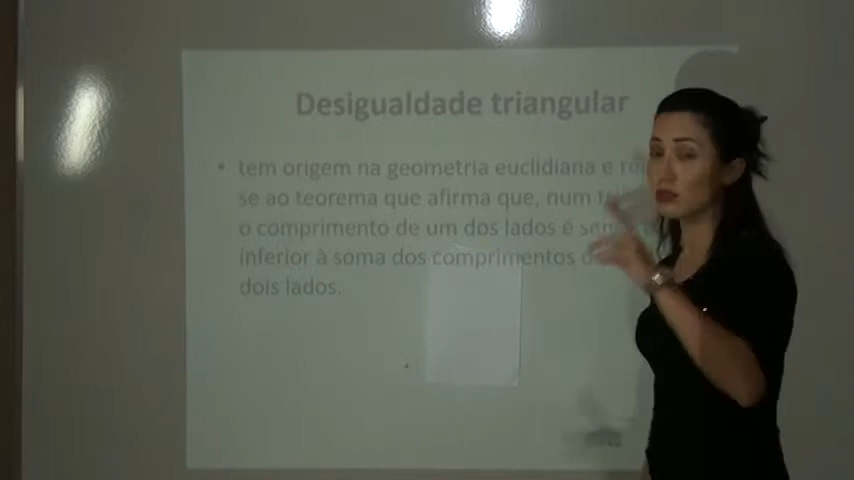 Desigualdade triangular
• tem origem na geometria euclidiana e
se ao teorema que afirma que, num
o comprimento de um dos lados é
inferior à soma dos comprimentos
dois lados.